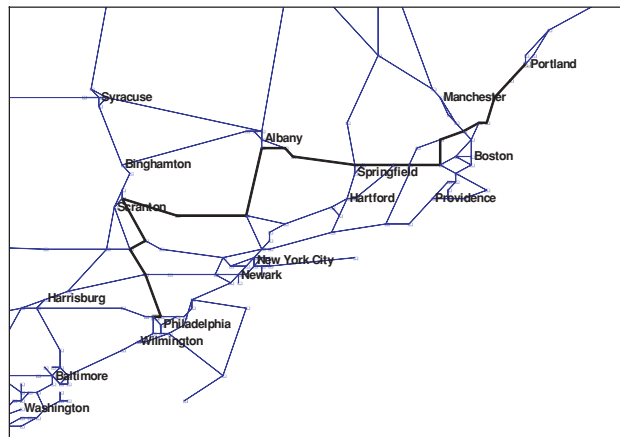 Portland
Syracuse
Manchester
Albany
Binghamton
Boston
Springfield
Scranton
Hartford
Providence
New York City
Newark
Harrisburg
Philadelphia
Wilmington
Baltimore
Washington